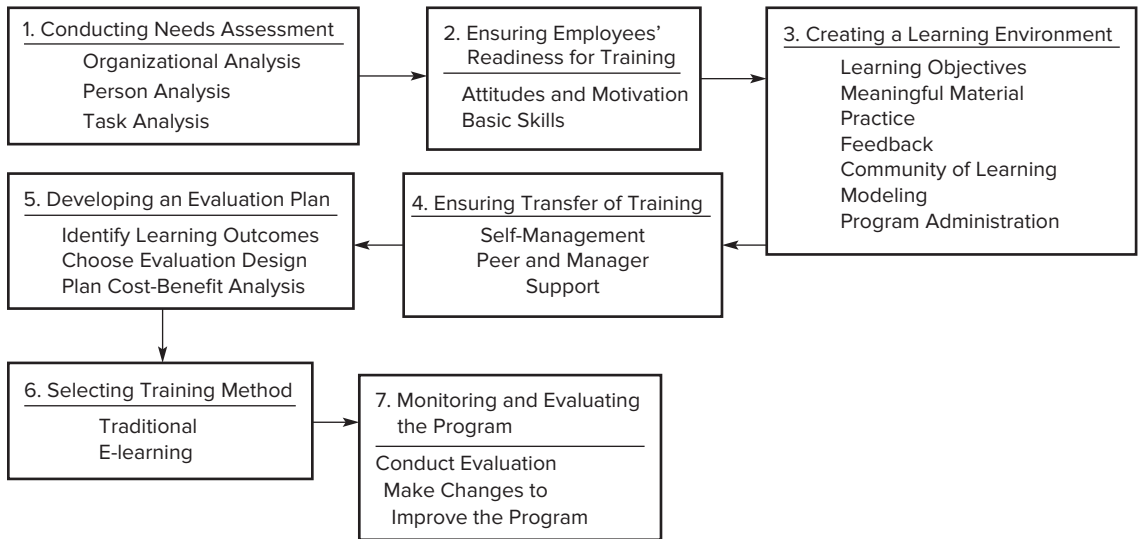 1. Conducting Needs Assessment
Organizational Analysis
Person Analysis
Task Analysis
2. Ensuring Employees’
Readiness for Training
Attitudes and Motivation
Basic Skills
3. Creating a Learning Environment
Learning Objectives
Meaningful Material
Practice
Feedback
Community of Learning
Modeling
Program Administration
4. Ensuring Transfer of Training
Self-Management
Peer and Manager
Support
5. Developing an Evaluation Plan
Identify Learning Outcomes
Choose Evaluation Design
Plan Cost-Benefit Analysis
6. Selecting Training Method
Traditional
E-learning
7. Monitoring and Evaluating
the Program
Conduct Evaluation
Make Changes to
Improve the Program